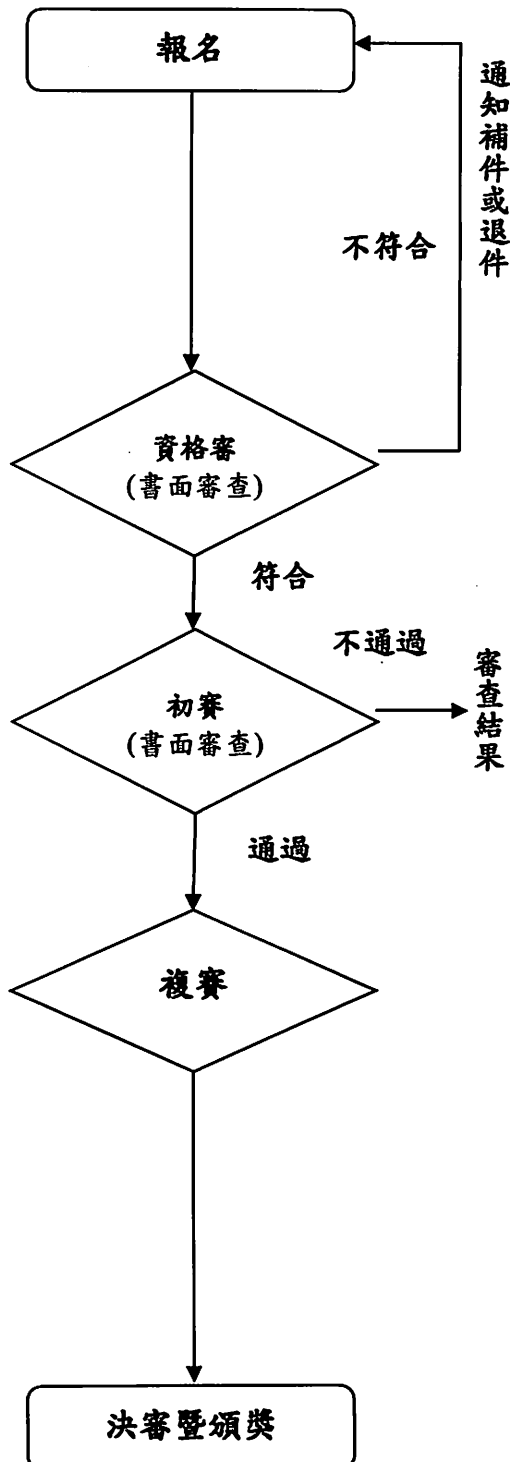 報名
通知補件或退件
不符合
資格審
(書面審查)
符合
不通過
初賽
(書面審查)
審查結果
通過
複賽
決審暨頒獎